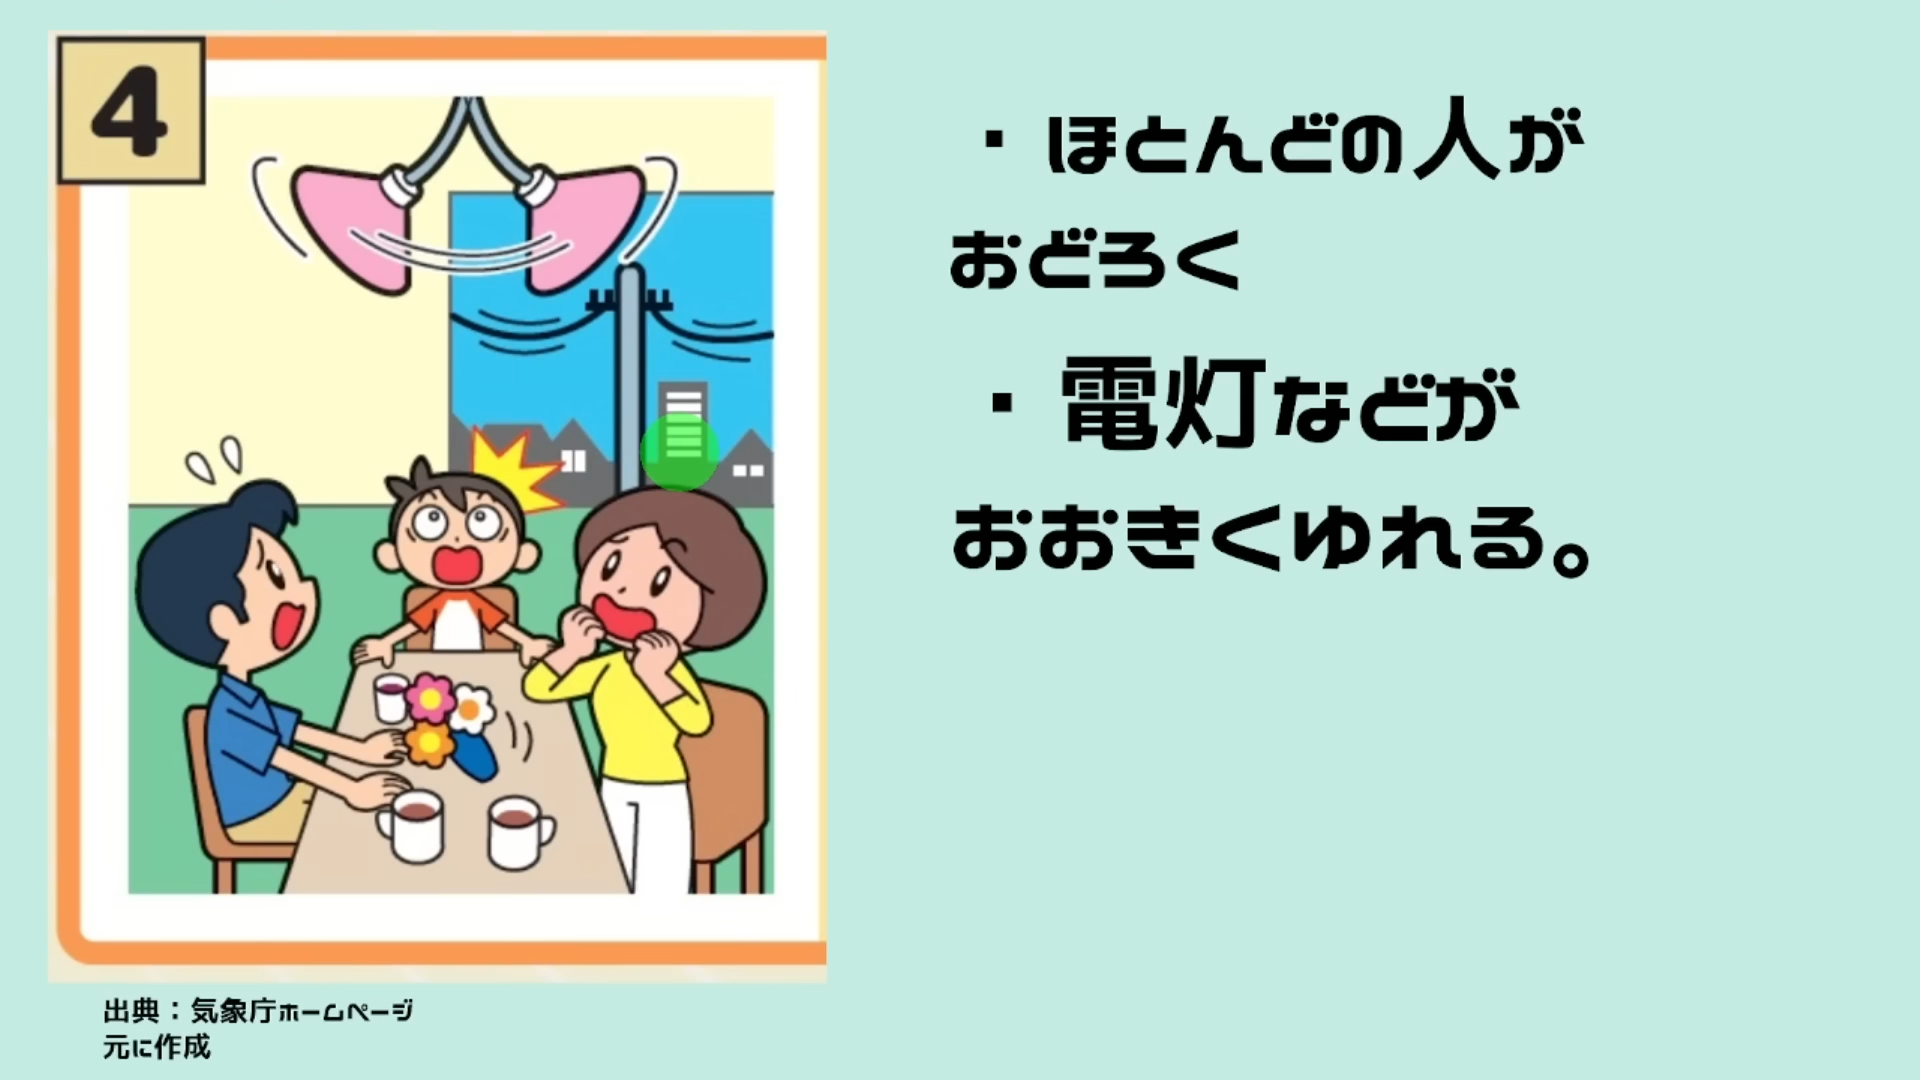 4
・ほとんどの人が
おどろく
・電灯などが
おおきくゆれる。
出典：気象庁ホームページ
元に作成